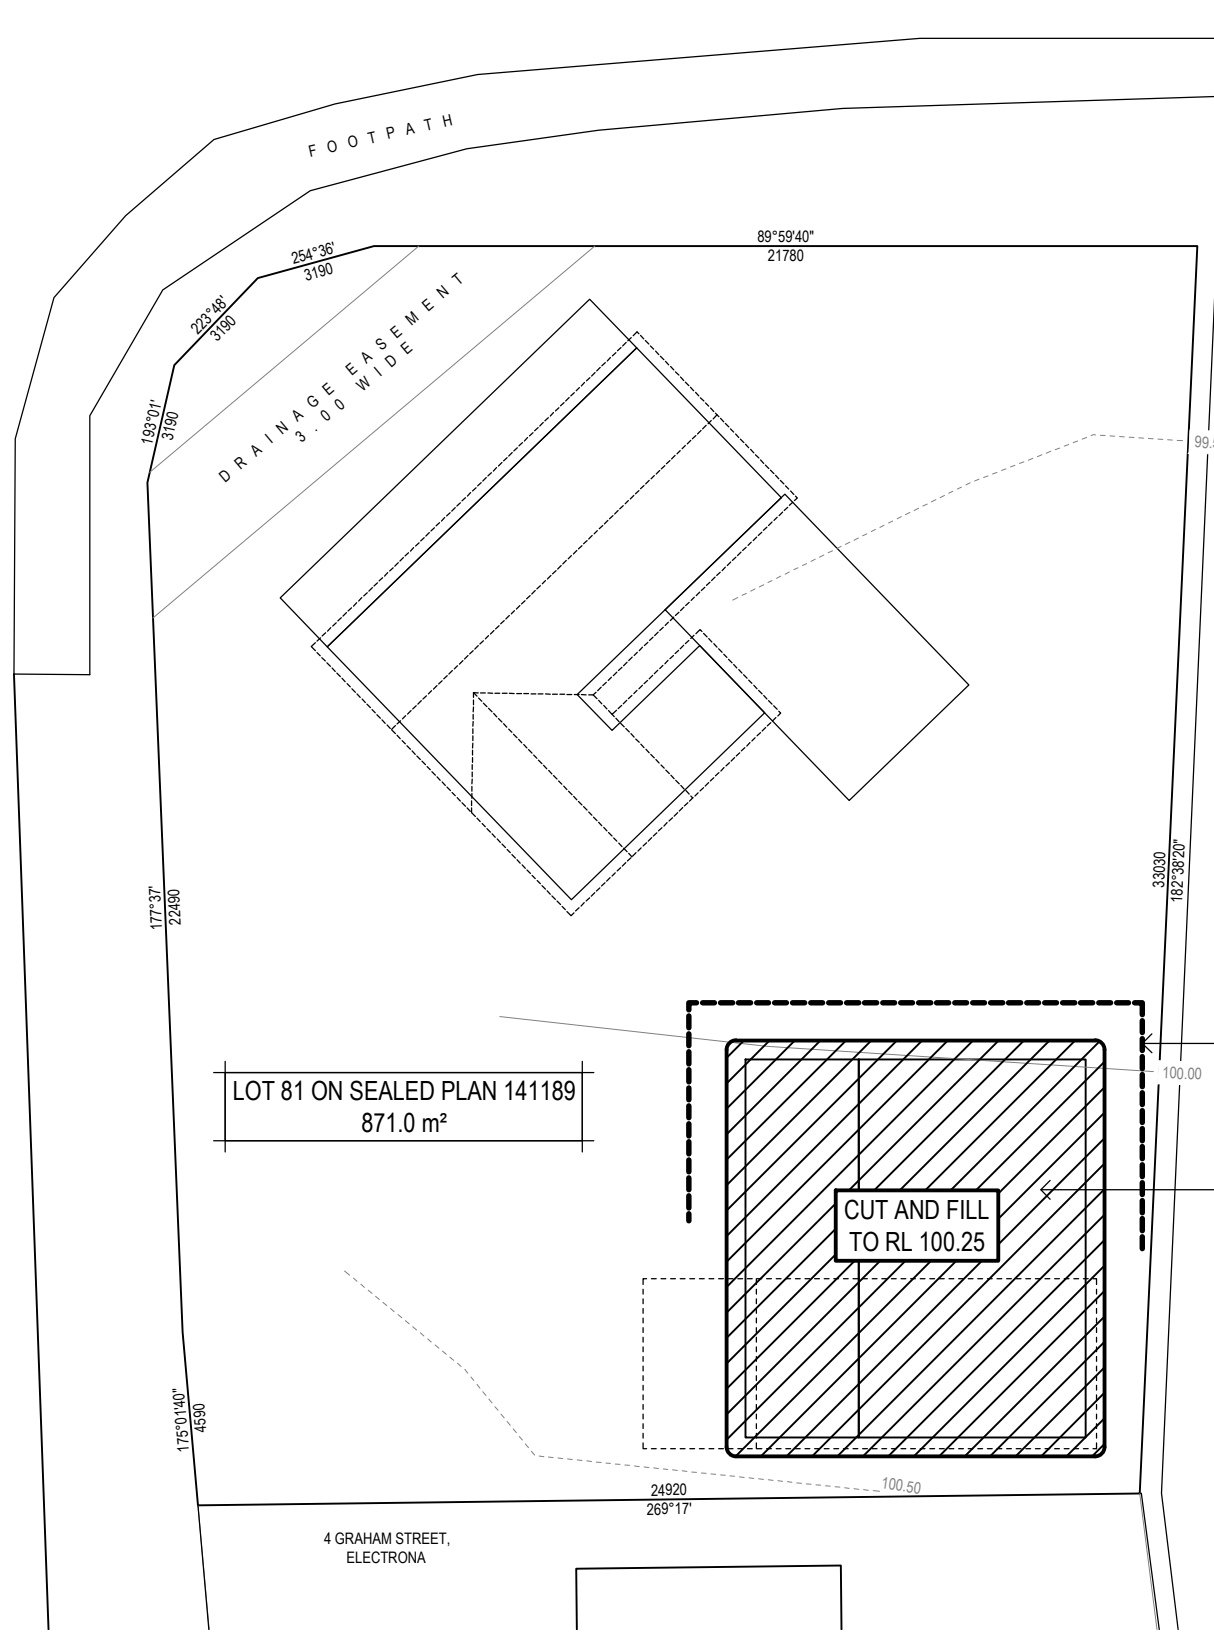 FOOTPATH
89°59'40"
21780
254°36'
3190
223°48'
3190
193°01'
3190
DRAINAGE EASEMENT
3.00 WIDE
33030
182°38'20"
177°37'
22490
100.00
LOT 81 ON SEALED PLAN 141189
871.0 m²
CUT AND FILL
TO RL 100.25
175°01'40"
4590
100.50
24920
269°17'
4 GRAHAM STREET,
ELECTRONA